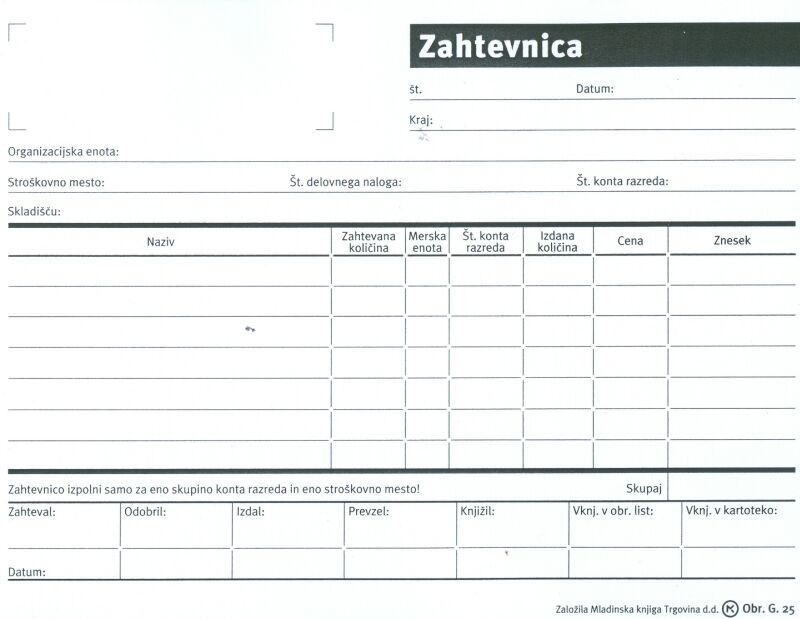 Zahtevnica
št. Datum:
Kraj:
Organizacijska enota:
Stroškovno mesto: Št. delovnega naloga: Št. konta razreda:
Skladišču:
Naziv Zahtevana količina Merska enota Št. konta razreda Izdana količina Cena Znesek
Zahtevnico izpolni samo za eno skupino konta razreda in eno stroškovno mesto! Skupaj
Zahteval: Odobril: Izdal: Prevzel: Knjižil: Vknj. v obr. list: Vknj. v kartoteko:
Datum:
Založila Mladinska knjiga Trgovina d.d. Obr. G. 25